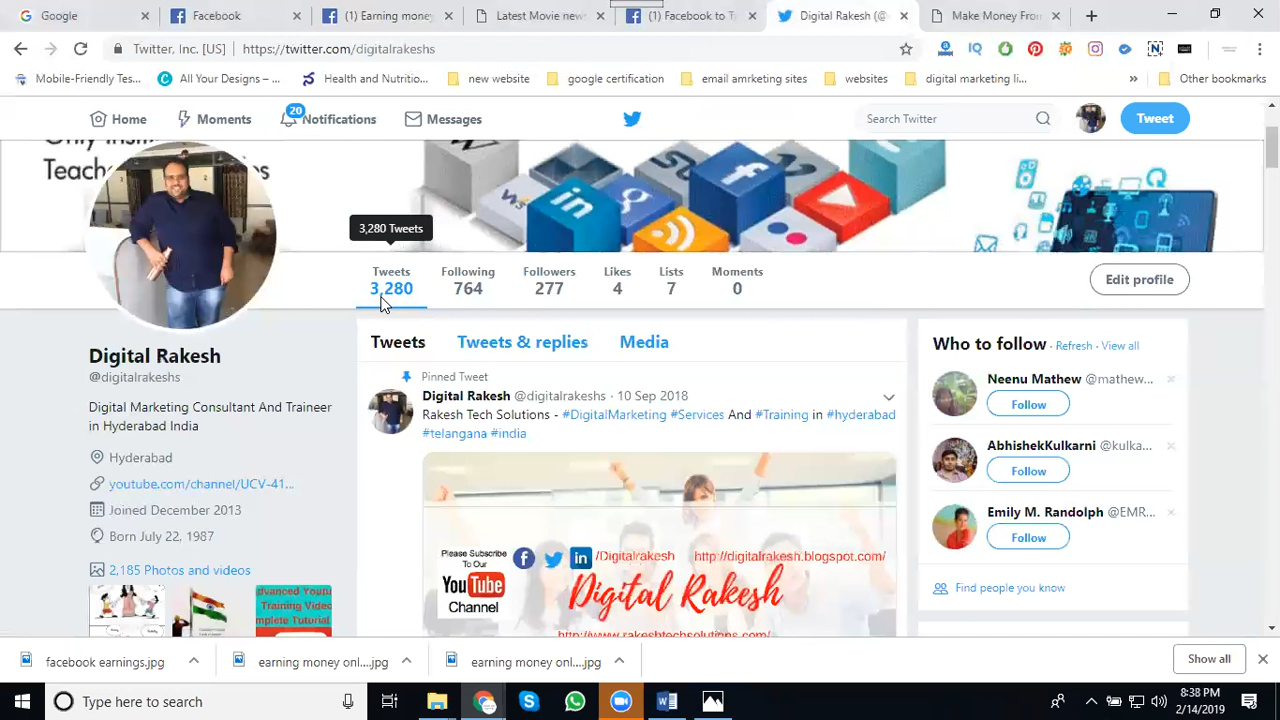 Google
Facebook
(1) Earning money
Latest Movie news
(1) Facebook to T
Digital Rakesh (@
Make Money From
Twitter, Inc. [US]
https://twitter.com/digitalrakeshs
Mobile-Friendly Tes...
All Your Designs – ...
Health and Nutritio...
new website
google certification
email amrketing sites
websites
digital marketing li...
Other bookmarks
Home
Moments
20
Notifications
Messages
Search Twitter
Tweet
3,280 Tweets
Tweets
3,280
Following
764
Followers
277
Likes
4
Lists
7
Moments
0
Edit profile
Digital Rakesh
@digitalrakeshs
Digital Marketing Consultant And Traineer
in Hyderabad India
Hyderabad
youtube.com/channel/UCV-41...
Joined December 2013
Born July 22, 1987
2,185 Photos and videos
Tweets
Tweets & replies
Media
Pinned Tweet
Digital Rakesh @digitalrakeshs · 10 Sep 2018
Rakesh Tech Solutions - #DigitalMarketing #Services And #Training in #hyderabad
#telangana #india
Please Subscribe
To Our
YouTube
Channel
/Digitalrakesh
http://digitalrakesh.blogspot.com/
Digital Rakesh
http://www.rakeshtechsolutions.com/
Who to follow · Refresh · View all
Neenu Mathew @mathew...
Follow
AbhishekKulkarni @kulka...
Follow
Emily M. Randolph @EMR...
Follow
Find people you know
facebook earnings.jpg
earning money onl....jpg
earning money onl....jpg
Show all
Type here to search
8:38 PM
2/14/2019